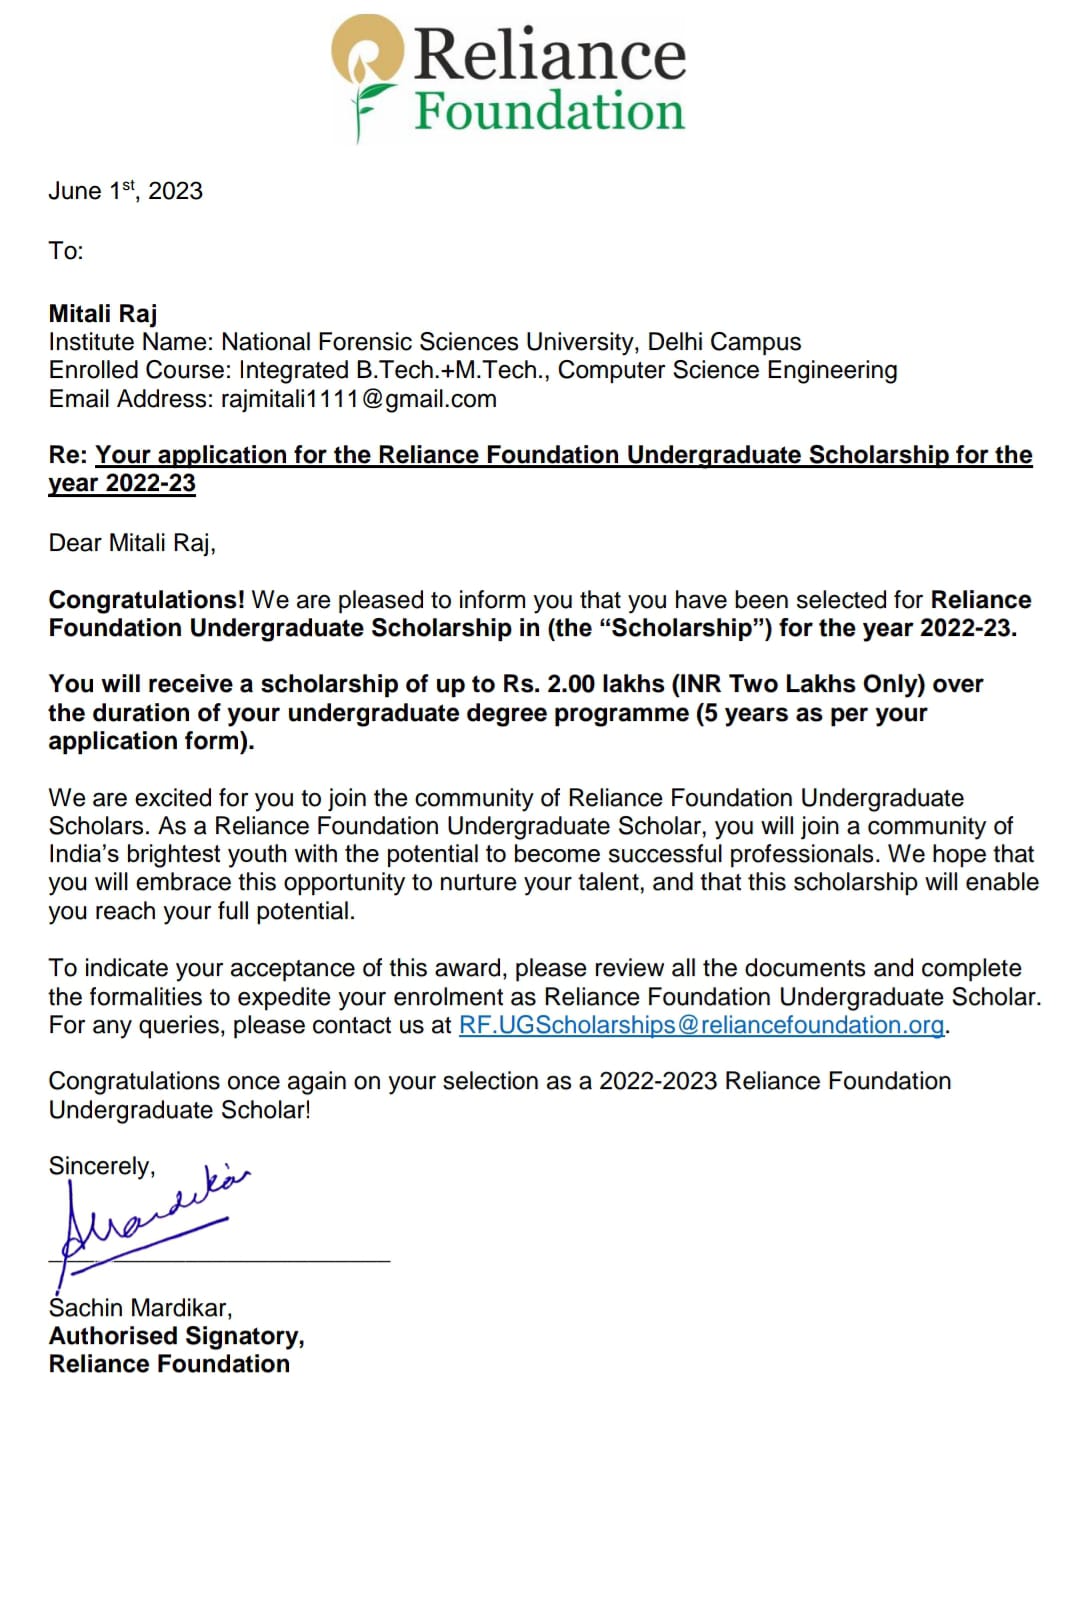 Reliance
Foundation
June 1st, 2023
To:
Mitali Raj
Institute Name: National Forensic Sciences University, Delhi Campus
Enrolled Course: Integrated B.Tech.+M.Tech., Computer Science Engineering
Email Address: rajmitali1111@gmail.com
Re: Your application for the Reliance Foundation Undergraduate Scholarship for the
year 2022-23
Dear Mitali Raj,
Congratulations! We are pleased to inform you that you have been selected for Reliance
Foundation Undergraduate Scholarship in (the “Scholarship”) for the year 2022-23.
You will receive a scholarship of up to Rs. 2.00 lakhs (INR Two Lakhs Only) over
the duration of your undergraduate degree programme (5 years as per your
application form).
We are excited for you to join the community of Reliance Foundation Undergraduate
Scholars. As a Reliance Foundation Undergraduate Scholar, you will join a community of
India’s brightest youth with the potential to become successful professionals. We hope that
you will embrace this opportunity to nurture your talent, and that this scholarship will enable
you reach your full potential.
To indicate your acceptance of this award, please review all the documents and complete
the formalities to expedite your enrolment as Reliance Foundation Undergraduate Scholar.
For any queries, please contact us at RF.UGScholarships@reliancefoundation.org.
Congratulations once again on your selection as a 2022-2023 Reliance Foundation
Undergraduate Scholar!
Sincerely,
Sachin Mardikar,
Authorised Signatory,
Reliance Foundation